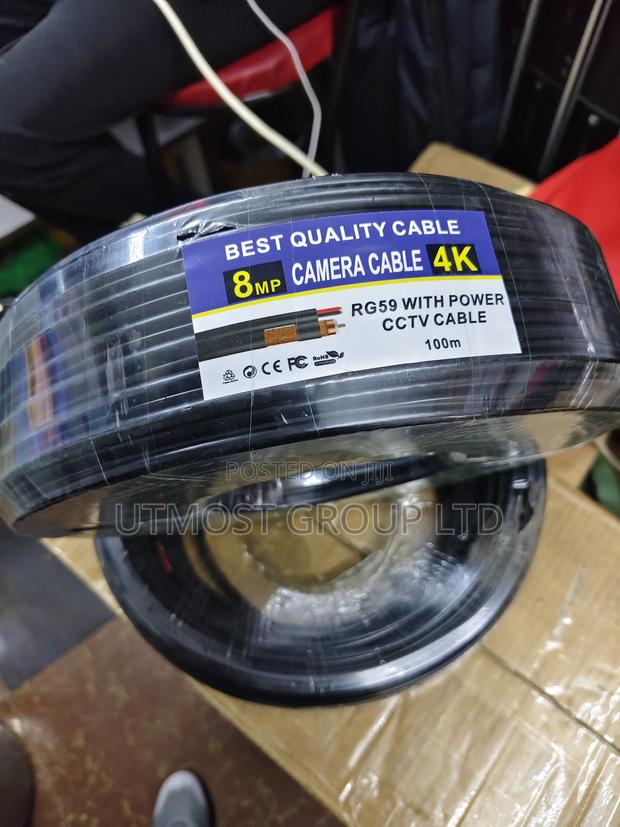 BEST QUALITY CABLE
8MP CAMERA CABLE 4K
RG59 WITH POWER
CCTV CABLE
100m
CE FC RoHS
POSTED ON JIJI
UTMOST GROUP LTD